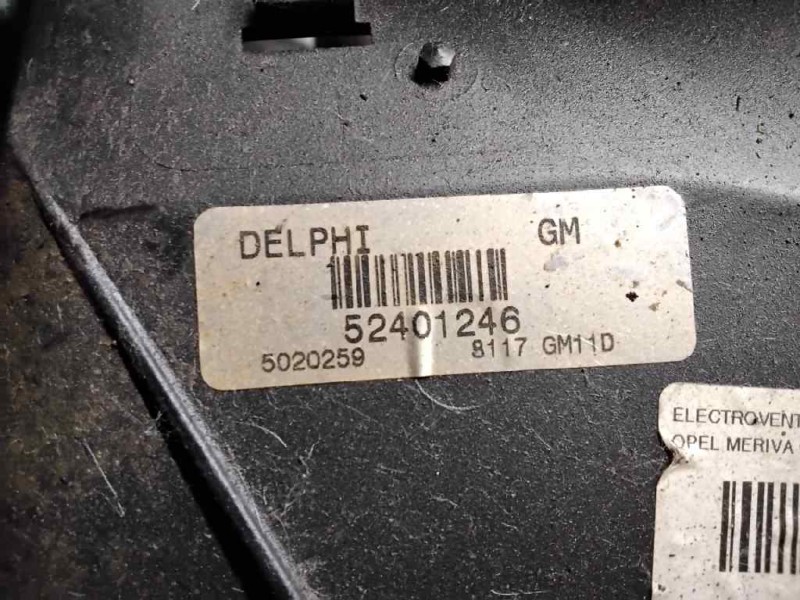 DELPHI GM
52401246
5020259 8117 GM11D
ELECTROVENT
OPEL MERIVA